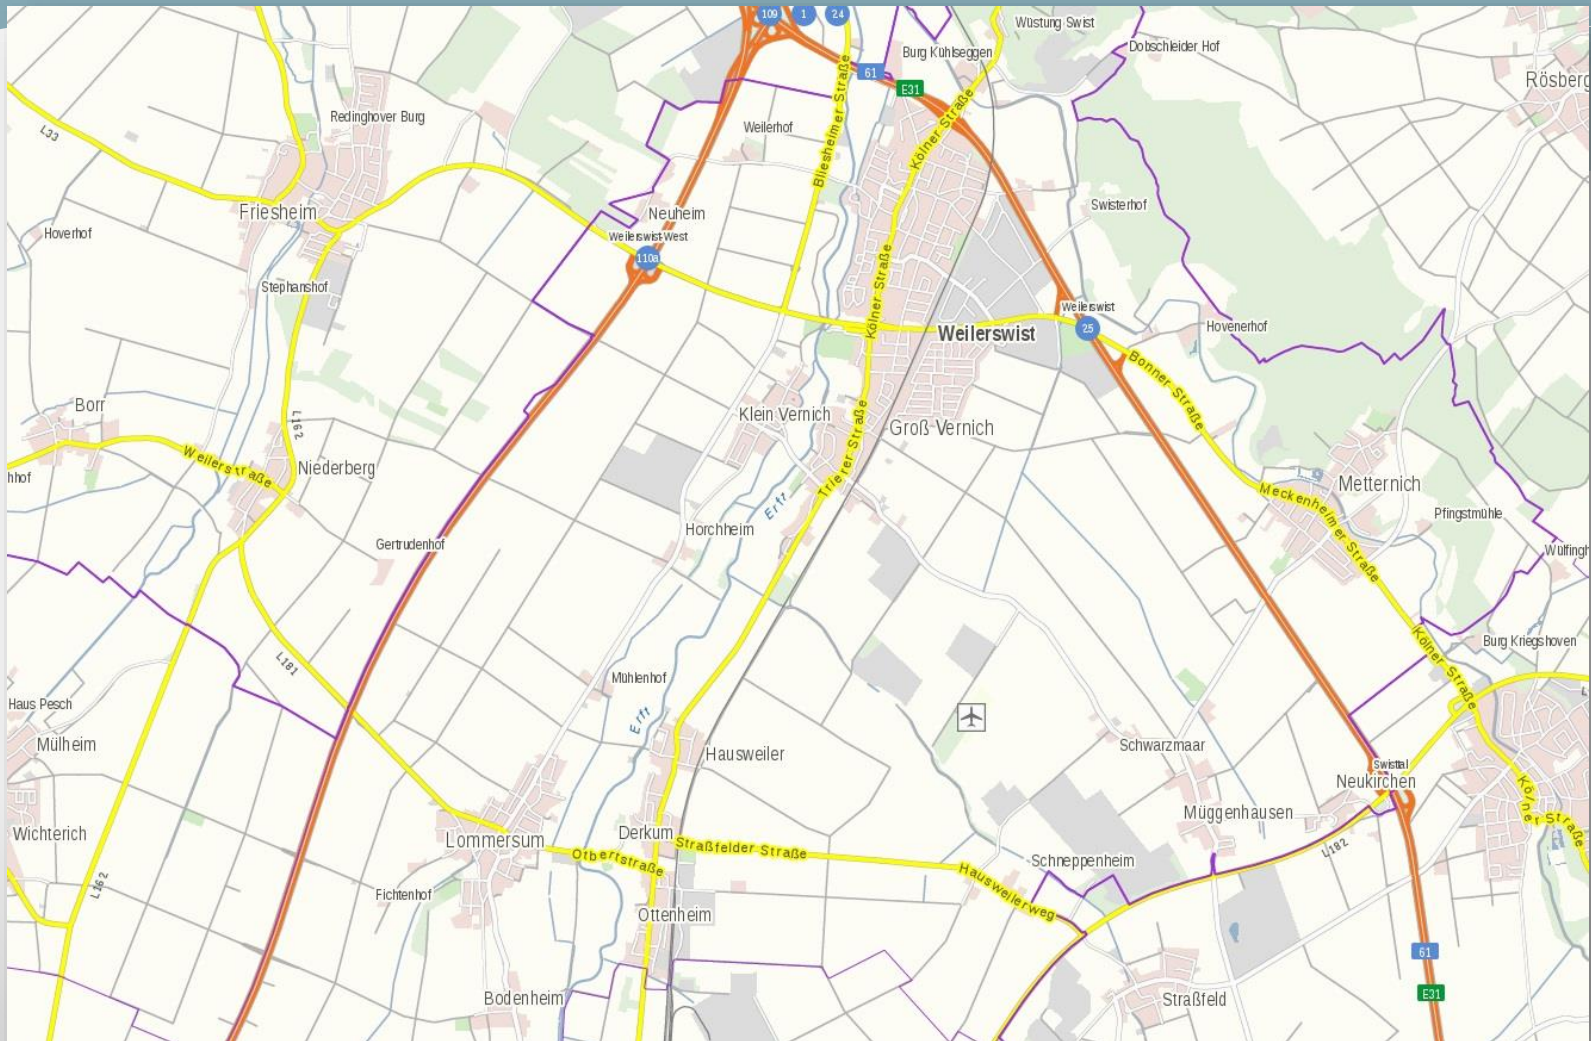 109
1
24
Wüstung Swist
Burg Kühlseggen
Dobschleider Hof
61
E31
Rösberg
Redinghover Burg
L33
Weilerhof
Bliesheimer Straße
Kölner Straße
Friesheim
Neuheim
Swisterhof
Hoverhof
Weilerswist-West
110a
Stephanshof
Kölner Straße
Weilerswist
Weilerswist
25
Hovenerhof
Bonner Straße
Borr
L162
Klein Vernich
Trierer Straße
Groß Vernich
Weilerstraße
Niederberg
hhof
Metternich
Meckenheimer Straße
Erft
Pfingstmühle
Horchheim
Gertrudenhof
Wülfingh
Kölner Straße
Burg Kriegshoven
L181
Mühlenhof
Haus Pesch
Erft
Mülheim
Hausweiler
Schwarzmaar
Swisttal
Neukirchen
Kölner Straße
Müggenhausen
Wichterich
Lommersum
Derkum
Straßfelder Straße
L182
Otbertstraße
Schneppenheim
Hausweilerweg
L162
Fichtenhof
Ottenheim
61
Bodenheim
Straßfeld
E31